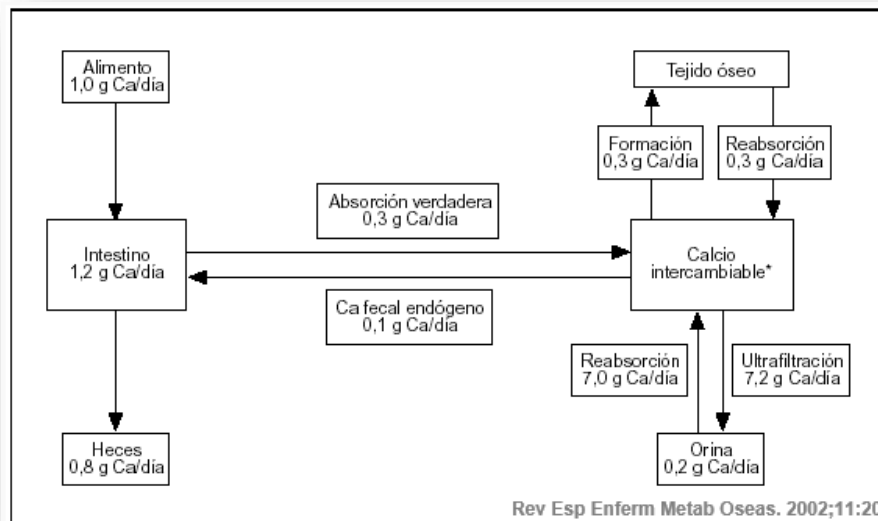 Alimento
1,0 g Ca/día
Tejido óseo
Formación
0,3 g Ca/día
Reabsorción
0,3 g Ca/día
Absorción verdadera
0,3 g Ca/día
Intestino
1,2 g Ca/día
Calcio
intercambiable*
Ca fecal endógeno
0,1 g Ca/día
Reabsorción
7,0 g Ca/día
Ultrafiltración
7,2 g Ca/día
Heces
0,8 g Ca/día
Orina
0,2 g Ca/día
Rev Esp Enferm Metab Oseas. 2002;11:20